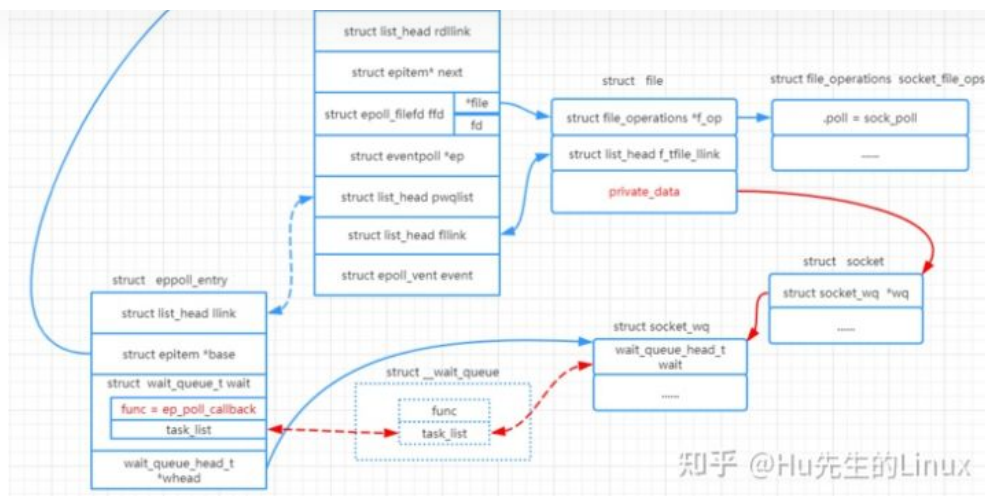 struct list_head rdllink
struct epitem* next
struct epoll_filefd ffd
*file
fd
struct eventpoll *ep
struct list_head pwqlist
struct list_head fllink
struct epoll_vent event
struct file
struct file_operations *f_op
struct list_head f_tfile_llink
private_data
struct file_operations socket_file_ops
.poll = sock_poll
......
struct socket
struct socket_wq *wq
......
struct eppoll_entry
struct list_head llink
struct epitem *base
struct wait_queue_t wait
func = ep_poll_callback
task_list
wait_queue_head_t
*whead
struct __wait_queue
func
task_list
struct socket_wq
wait_queue_head_t
wait
......
知乎 @Hu先生的Linux